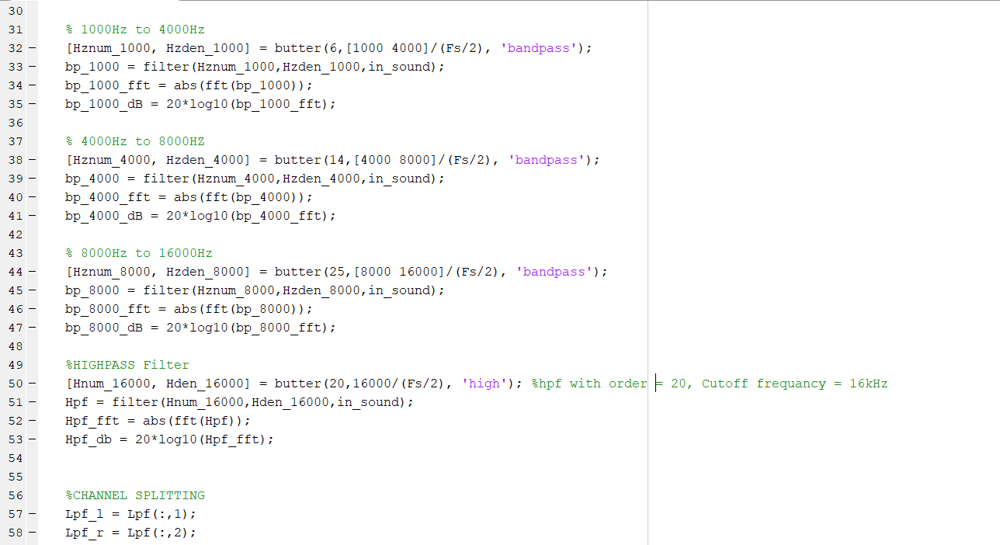 30
31 % 1000Hz to 4000Hz
32 – [Hznum_1000, Hzden_1000] = butter(6,[1000 4000]/(Fs/2), 'bandpass');
33 – bp_1000 = filter(Hznum_1000,Hzden_1000,in_sound);
34 – bp_1000_fft = abs(fft(bp_1000));
35 – bp_1000_dB = 20*log10(bp_1000_fft);
36
37 % 4000Hz to 8000HZ
38 – [Hznum_4000, Hzden_4000] = butter(14,[4000 8000]/(Fs/2), 'bandpass');
39 – bp_4000 = filter(Hznum_4000,Hzden_4000,in_sound);
40 – bp_4000_fft = abs(fft(bp_4000));
41 – bp_4000_dB = 20*log10(bp_4000_fft);
42
43 % 8000Hz to 16000Hz
44 – [Hznum_8000, Hzden_8000] = butter(25,[8000 16000]/(Fs/2), 'bandpass');
45 – bp_8000 = filter(Hznum_8000,Hzden_8000,in_sound);
46 – bp_8000_fft = abs(fft(bp_8000));
47 – bp_8000_dB = 20*log10(bp_8000_fft);
48
49 %HIGHPASS Filter
50 – [Hnum_16000, Hden_16000] = butter(20,16000/(Fs/2), 'high'); %hpf with order = 20, Cutoff frequancy = 16kHz
51 – Hpf = filter(Hnum_16000,Hden_16000,in_sound);
52 – Hpf_fft = abs(fft(Hpf));
53 – Hpf_db = 20*log10(Hpf_fft);
54
55
56 %CHANNEL SPLITTING
57 – Lpf_l = Lpf(:,1);
58 – Lpf_r = Lpf(:,2);